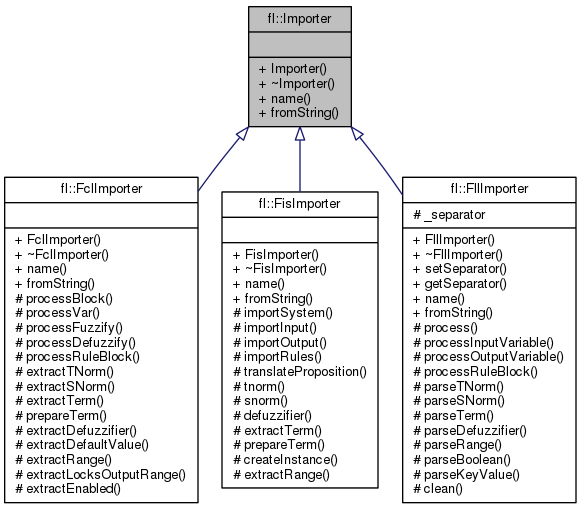 fl::Importer
+ Importer()
+ ~Importer()
+ name()
+ fromString()
fl::FclImporter
+ FclImporter()
+ ~FclImporter()
+ name()
+ fromString()
# processBlock()
# processVar()
# processFuzzify()
# processDefuzzify()
# processRuleBlock()
# extractTNorm()
# extractSNorm()
# extractTerm()
# prepareTerm()
# extractDefuzzifier()
# extractDefaultValue()
# extractRange()
# extractLocksOutputRange()
# extractEnabled()
fl::FisImporter
+ FisImporter()
+ ~FisImporter()
+ name()
+ fromString()
# importSystem()
# importInput()
# importOutput()
# importRules()
# translateProposition()
# tnorm()
# snorm()
# defuzzifier()
# extractTerm()
# prepareTerm()
# createInstance()
# extractRange()
fl::FllImporter
# _separator
+ FllImporter()
+ ~FllImporter()
+ setSeparator()
+ getSeparator()
+ name()
+ fromString()
# process()
# processInputVariable()
# processOutputVariable()
# processRuleBlock()
# parseTNorm()
# parseSNorm()
# parseTerm()
# parseDefuzzifier()
# parseRange()
# parseBoolean()
# parseKeyValue()
# clean()